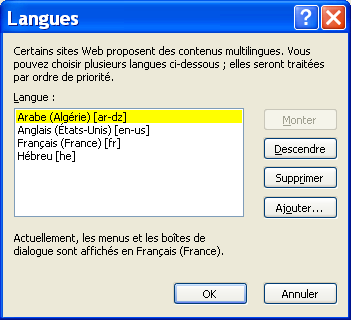 Langues
Certains sites Web proposent des contenus multilingues. Vous
pouvez choisir plusieurs langues ci-dessous ; elles seront traitées
par ordre de priorité.
Langue :
Arabe (Algérie) [ar-dz]
Anglais (États-Unis) [en-us]
Français (France) [fr]
Hébreu [he]
Monter
Descendre
Supprimer
Ajouter...
Actuellement, les menus et les boîtes de
dialogue sont affichés en Français (France).
OK
Annuler